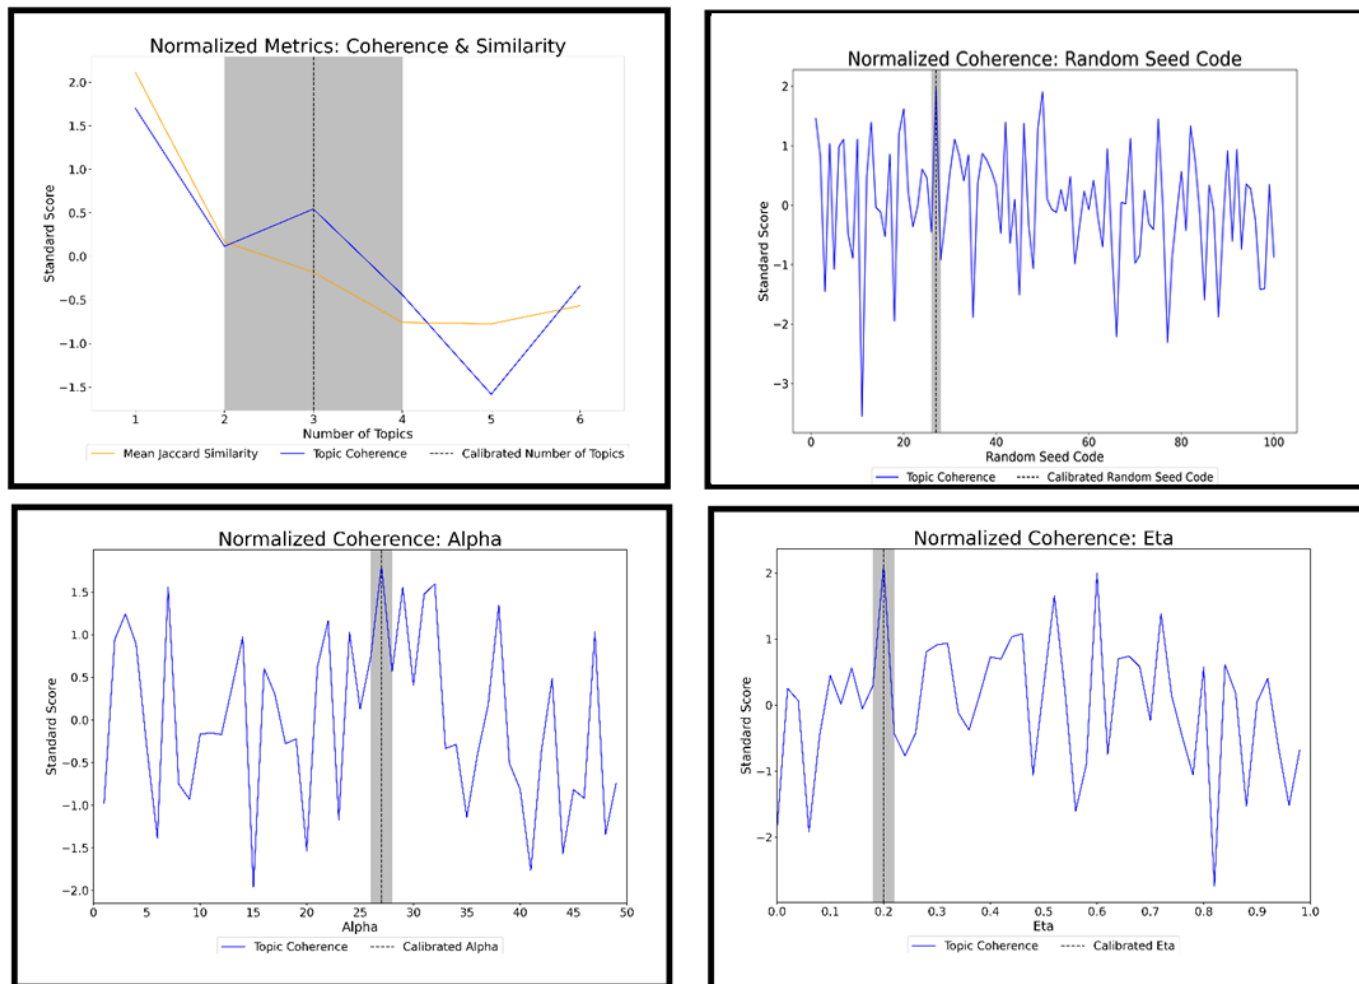 Normalized Metrics: Coherence & Similarity
Standard Score
2.0
1.5
1.0
0.5
0.0
−0.5
−1.0
−1.5
1 2 3 4 5 6
Number of Topics
Mean Jaccard Similarity Topic Coherence Calibrated Number of Topics
Normalized Coherence: Random Seed Code
Standard Score
2
1
0
−1
−2
−3
0 20 40 60 80 100
Random Seed Code
Topic Coherence Calibrated Random Seed Code
Normalized Coherence: Alpha
Standard Score
1.5
1.0
0.5
0.0
−0.5
−1.0
−1.5
−2.0
0 5 10 15 20 25 30 35 40 45 50
Alpha
Topic Coherence Calibrated Alpha
Normalized Coherence: Eta
Standard Score
2
1
0
−1
−2
0.0 0.1 0.2 0.3 0.4 0.5 0.6 0.7 0.8 0.9 1.0
Eta
Topic Coherence Calibrated Eta